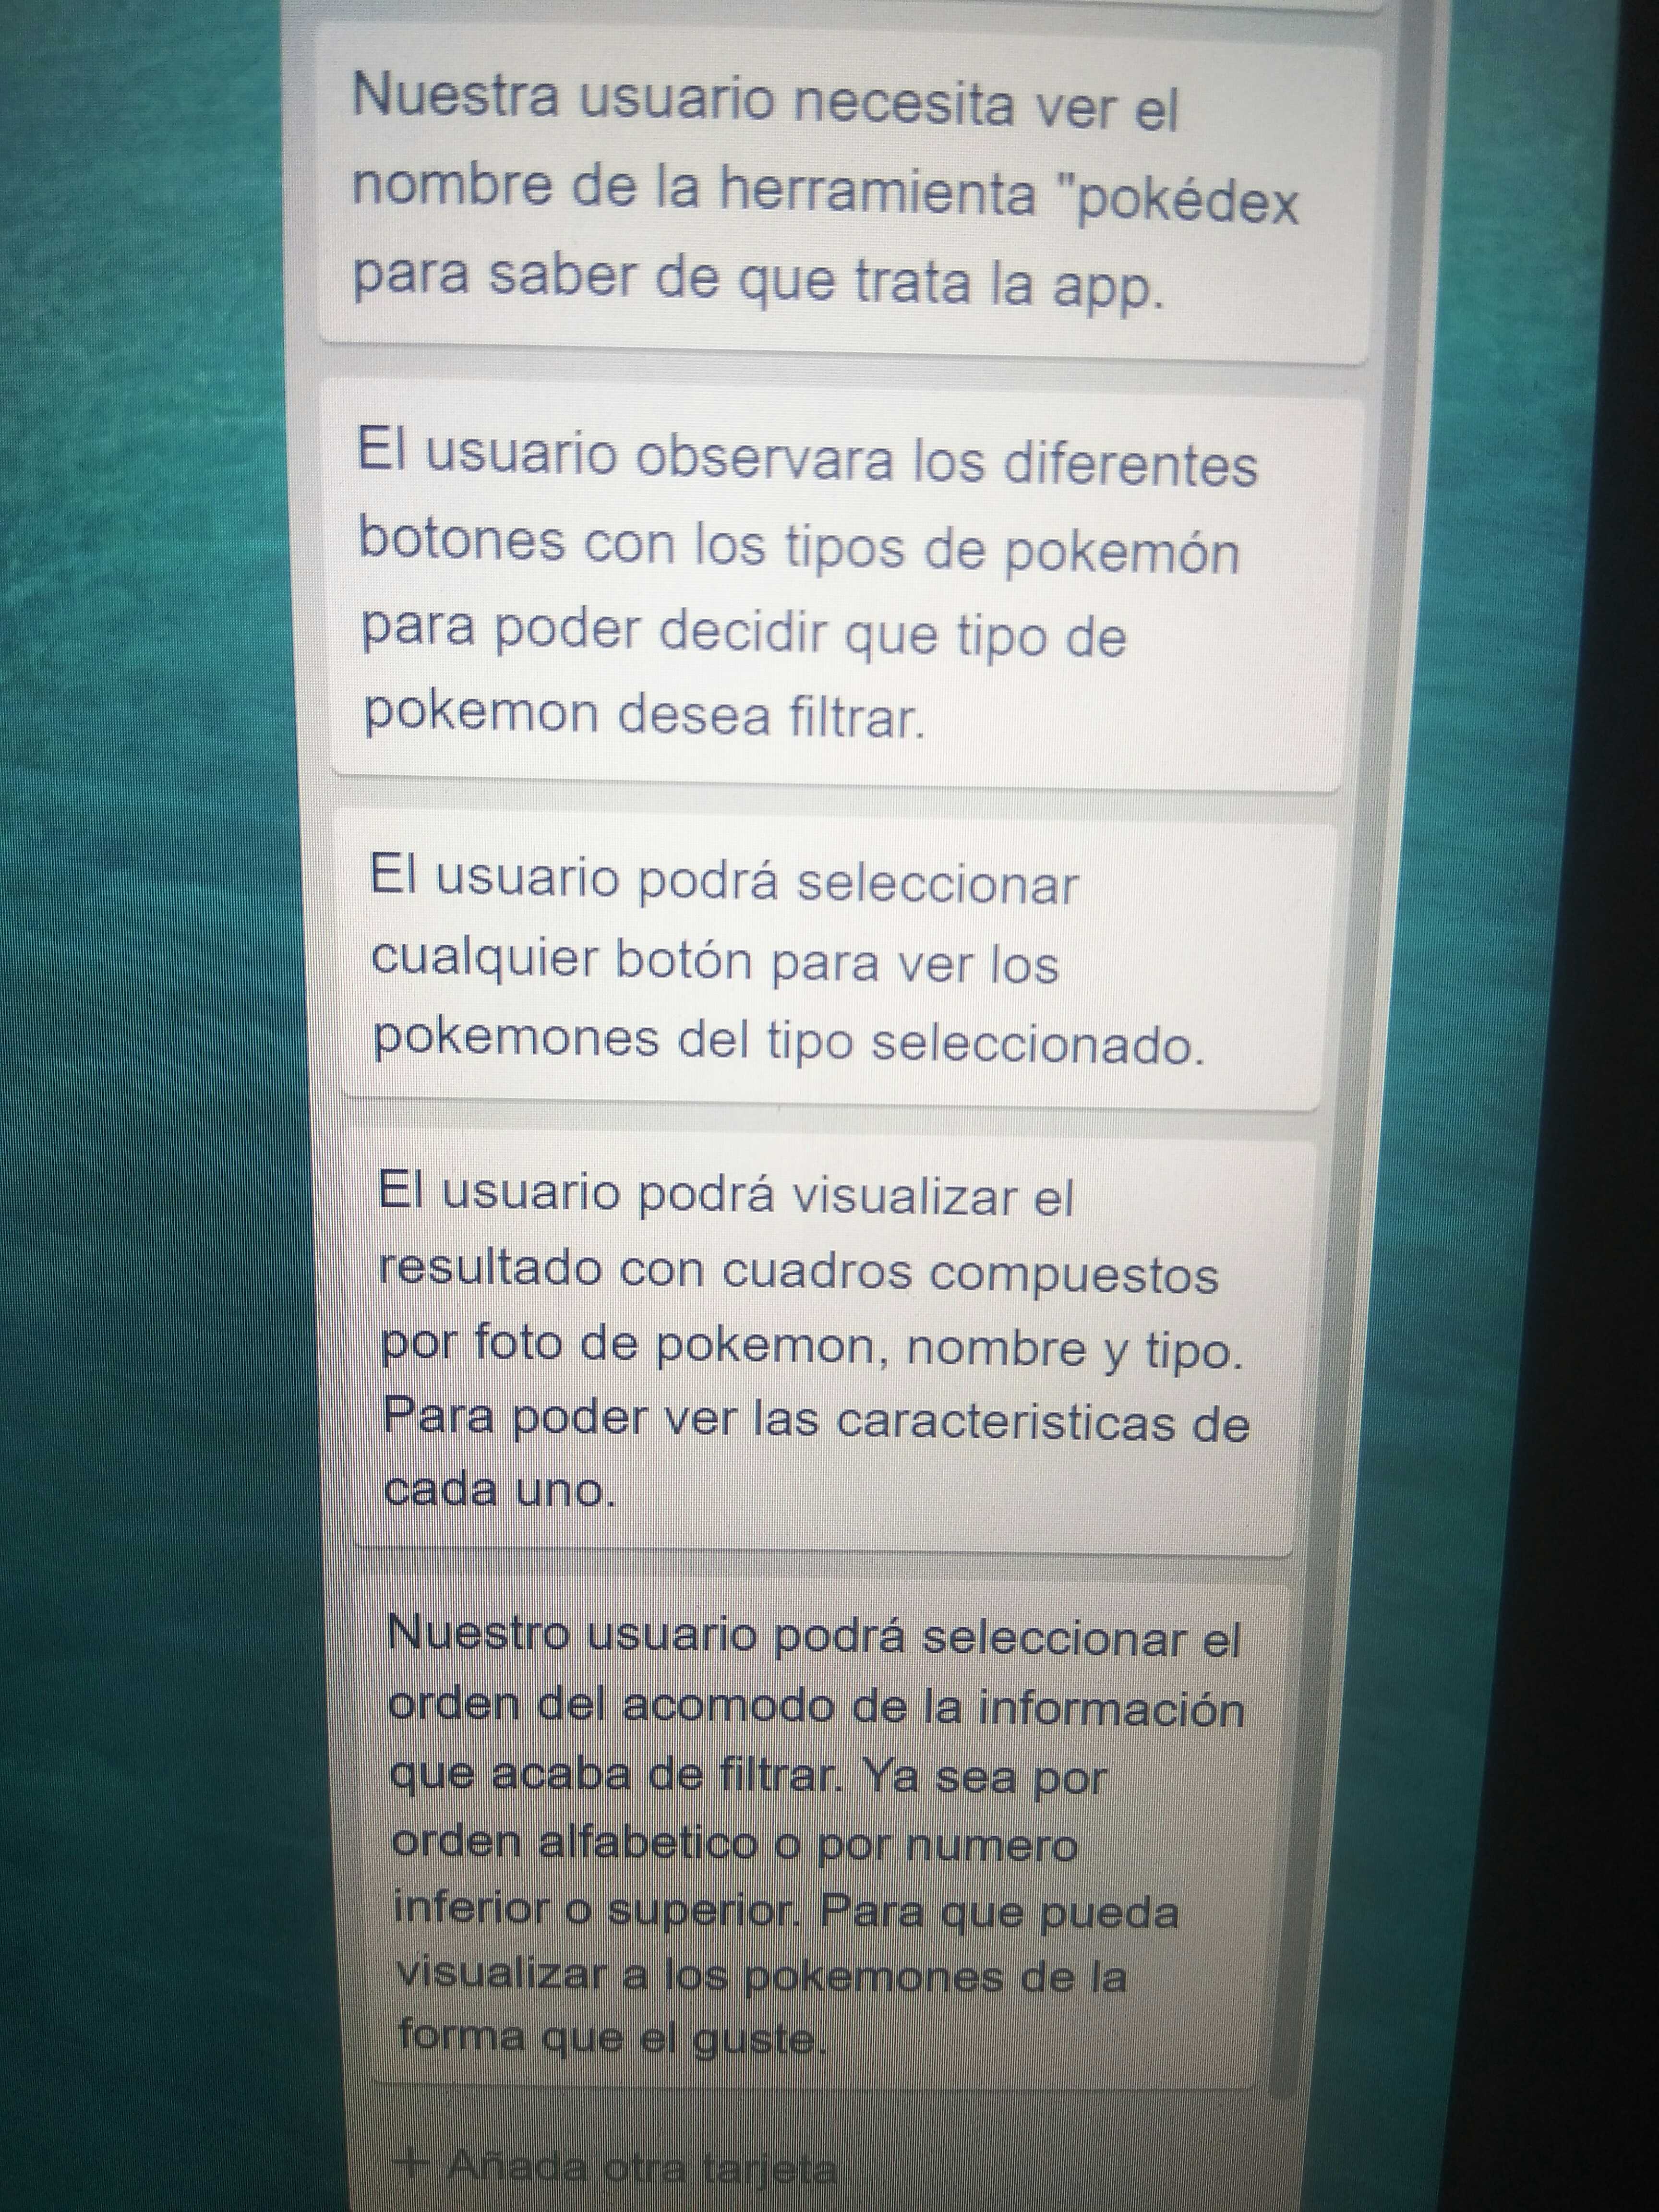 Nuestra usuario necesita ver el
nombre de la herramienta "pokédex
para saber de que trata la app.
El usuario observara los diferentes
botones con los tipos de pokemón
para poder decidir que tipo de
pokemon desea filtrar.
El usuario podrá seleccionar
cualquier botón para ver los
pokemones del tipo seleccionado.
El usuario podrá visualizar el
resultado con cuadros compuestos
por foto de pokemon, nombre y tipo.
Para poder ver las caracteristicas de
cada uno.
Nuestro usuario podrá seleccionar el
orden del acomodo de la información
que acaba de filtrar. Ya sea por
orden alfabetico o por numero
inferior o superior. Para que pueda
visualizar a los pokemones de la
forma que el guste.
+ Añada otra tarjeta